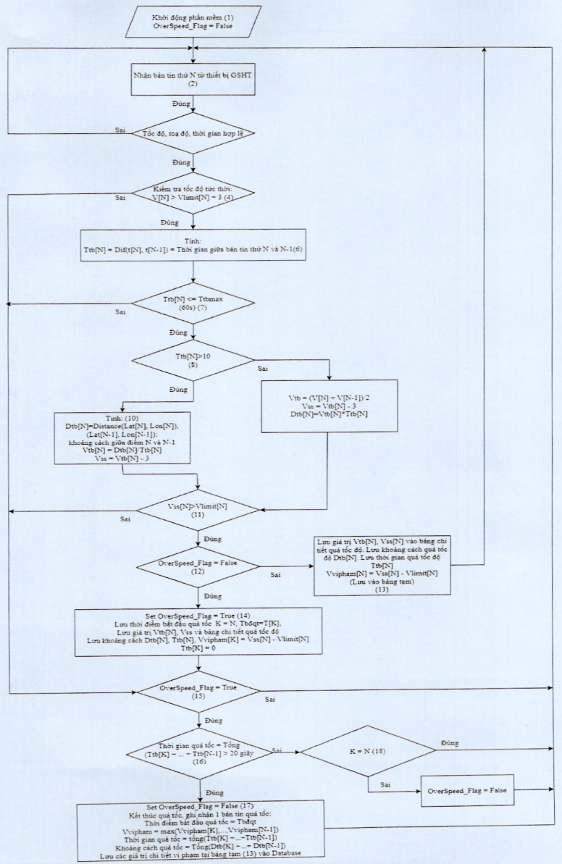 Khởi động phần mềm (1)
OverSpeed_Flag = False
Nhận bản tin thứ N từ thiết bị GSHT
(2)
Đúng
Sai
Tốc độ, toạ độ, thời gian hợp lệ
Đúng
Kiểm tra tốc độ tức thời:
V[N] > Vlimit[N] + 3 (4)
Sai
Đúng
Tính:
Ttb[N] = Dif(t[N], t[N-1]) = Thời gian giữa bản tin thứ N và N-1(6)
Ttb[N] <= Ttbmax
(60s) (7)
Sai
Đúng
Ttb[N]>10
(8)
Sai
Đúng
Vtb = (V[N] + V[N-1])/2
Vss = Vtb[N] - 3
Dtb[N]=Vtb[N]*Ttb[N]
Tính: (10)
Dtb[N]=Distance(Lat[N], Lon[N]),
(Lat[N-1], Lon[N-1]);
khoảng cách giữa điểm N và N-1
Vtb[N] = Dtb[N]/Ttb[N]
Vss = Vtb[N] - 3
Vss[N]>Vlimit[N]
(11)
Sai
Đúng
OverSpeed_Flag = False
(12)
Sai
Lưu giá trị Vtb[N], Vss[N] vào bảng chi
tiết quá tốc độ. Lưu khoảng cách quá tốc
độ Dtb[N]. Lưu thời gian quá tốc độ
Ttb[N]
Vvipham[N] = Vss[N] - Vlimit[N]
(Lưu vào bảng tạm)
(13)
Đúng
Set OverSpeed_Flag = True (14)
Lưu thời điểm bắt đầu quá tốc K = N, Tbđqt=T[K],
Lưu giá trị Vtb[N], Vss và bảng chi tiết quá tốc độ
Lưu khoảng cách Dtb[N], Ttb[N], Vvipham[K] = Vss[N] - Vlimit[N]
Ttb[K] = 0
OverSpeed_Flag = True
(15)
Sai
Đúng
Thời gian quá tốc = Tổng
(Ttb[K] + ... + Ttb[N-1] > 20 giây
(16)
Sai
K = N (18)
Đúng
Sai
OverSpeed_Flag = False
Đúng
Set OverSpeed_Flag = False (17)
Kết thúc quá tốc, ghi nhận 1 bản tin quá tốc:
Thời điểm bắt đầu quá tốc = Tbđqt
Vvipham = max(Vvipham[K],...,Vvipham[N-1])
Thời gian quá tốc = tổng(Ttb[K]+...+Ttb[N-1])
Khoảng cách quá tốc = Tổng(Dtb[K]+...+ Dtb[N-1])
Lưu các giá trị chi tiết vi phạm tại bảng tạm (13) vào Database